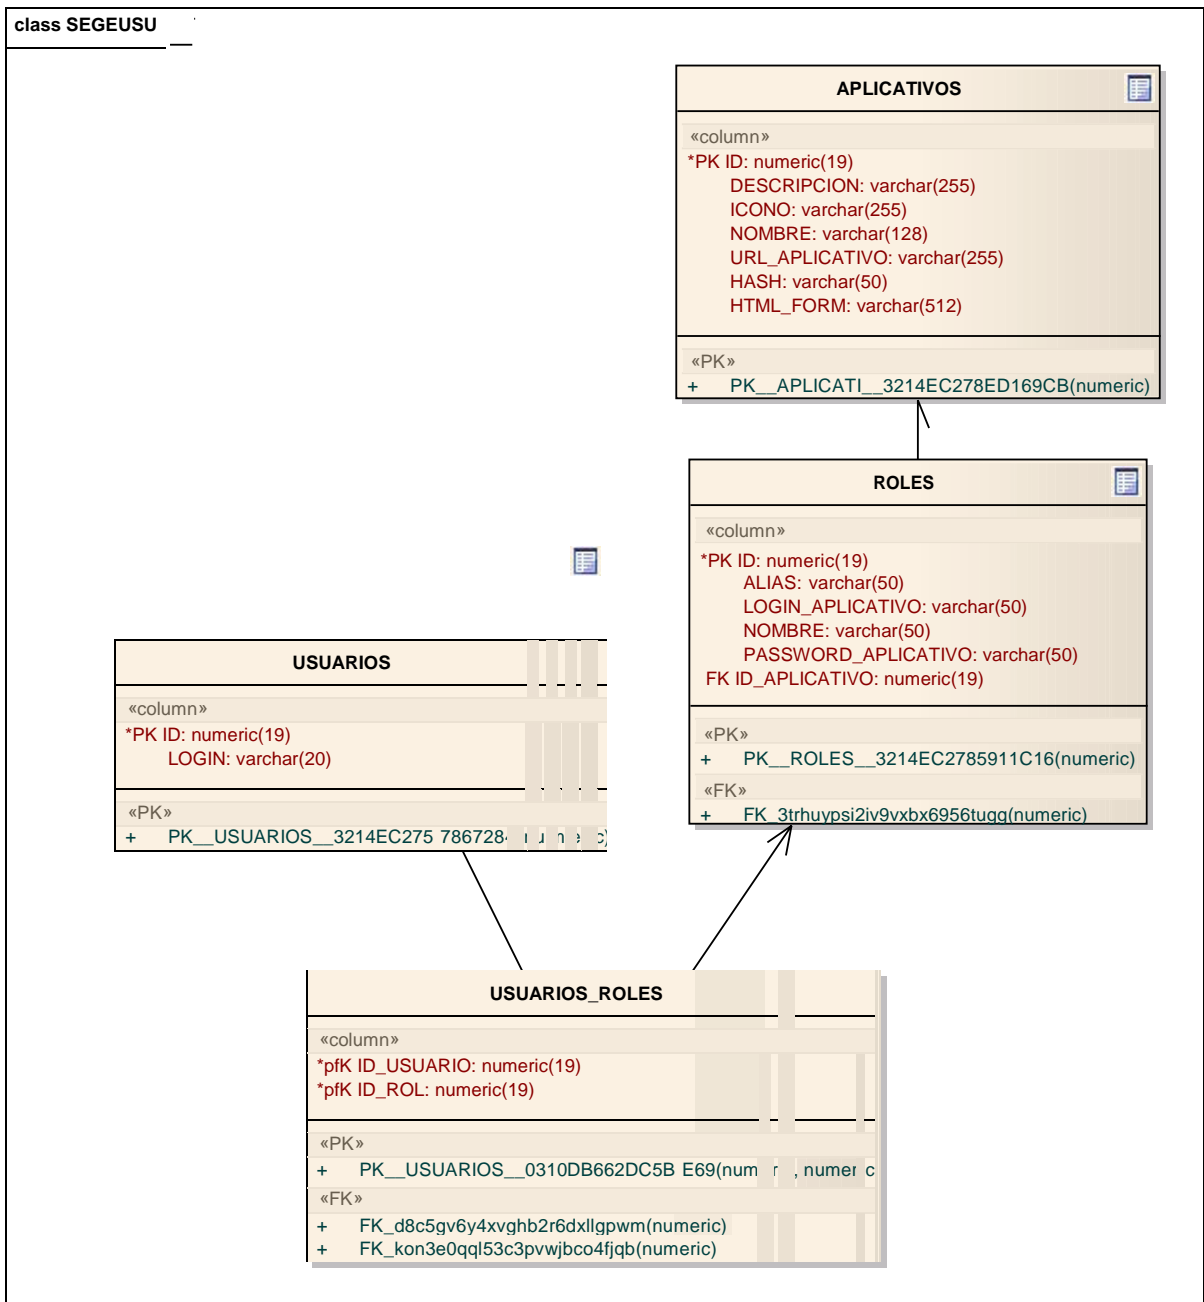 class SEGEUSU
APLICATIVOS
«column»
*PK ID: numeric(19)
DESCRIPCION: varchar(255)
ICONO: varchar(255)
NOMBRE: varchar(128)
URL_APLICATIVO: varchar(255)
HASH: varchar(50)
HTML_FORM: varchar(512)
«PK»
+ PK__APLICATI__3214EC278ED169CB(numeric)
ROLES
«column»
*PK ID: numeric(19)
ALIAS: varchar(50)
LOGIN_APLICATIVO: varchar(50)
NOMBRE: varchar(50)
PASSWORD_APLICATIVO: varchar(50)
FK ID_APLICATIVO: numeric(19)
«PK»
+ PK__ROLES__3214EC2785911C16(numeric)
«FK»
+ FK_3trhuypsi2iv9vxbx6956tugg(numeric)
USUARIOS
«column»
*PK ID: numeric(19)
LOGIN: varchar(20)
«PK»
+ PK__USUARIOS__3214EC275
USUARIOS_ROLES
«column»
*pfK ID_USUARIO: numeric(19)
*pfK ID_ROL: numeric(19)
«PK»
+ PK__USUARIOS__0310DB662DC5B E69(num
«FK»
+ FK_d8c5gv6y4xvghb2r6dxllgpwm(numeric)
+ FK_kon3e0qql53c3pvwjbco4fjqb(numeric)